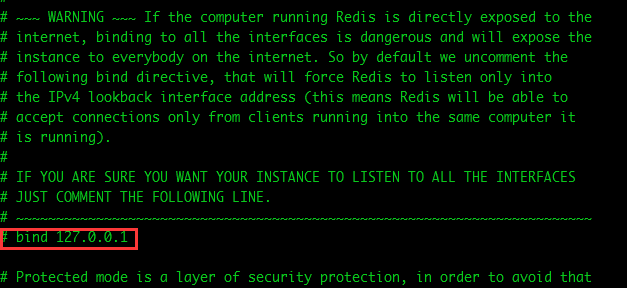 #
# ~~~ WARNING ~~~ If the computer running Redis is directly exposed to the
# internet, binding to all the interfaces is dangerous and will expose the
# instance to everybody on the internet. So by default we uncomment the
# following bind directive, that will force Redis to listen only into
# the IPv4 lookback interface address (this means Redis will be able to
# accept connections only from clients running into the same computer it
# is running).
#
# IF YOU ARE SURE YOU WANT YOUR INSTANCE TO LISTEN TO ALL THE INTERFACES
# JUST COMMENT THE FOLLOWING LINE.
# ~~~~~~~~~~~~~~~~~~~~~~~~~~~~~~~~~~~~~~~~~~~~~~~~~~~~~~~~~~~~~~~~~~~~~~~~
# bind 127.0.0.1
# Protected mode is a layer of security protection, in order to avoid that